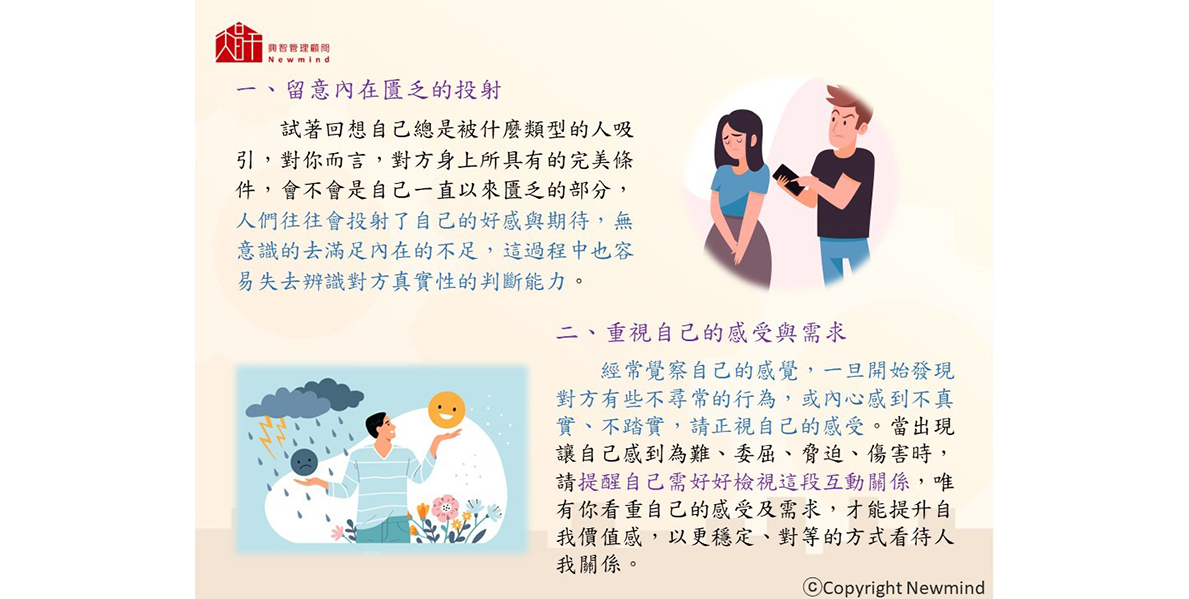 興智管理顧問
Newmind
一、留意內在匱乏的投射
試著回想自己總是被什麼類型的人吸
引，對你而言，對方身上所具有的完美條
件，會不會是自己一直以來匱乏的部分，
人們往往會投射了自己的好感與期待，無
意識的去滿足內在的不足，這過程中也容
易失去辨識對方真實性的判斷能力。
二、重視自己的感受與需求
經常覺察自己的感覺，一旦開始發現
對方有些不尋常的行為，或內心感到不真
實、不踏實，請正視自己的感受。當出現
讓自己感到為難、委屈、脅迫、傷害時，
請提醒自己需好好檢視這段互動關係，唯
有你看重自己的感受及需求，才能提升自
我價值感，以更穩定、對等的方式看待人
我關係。
ⓒCopyright Newmind